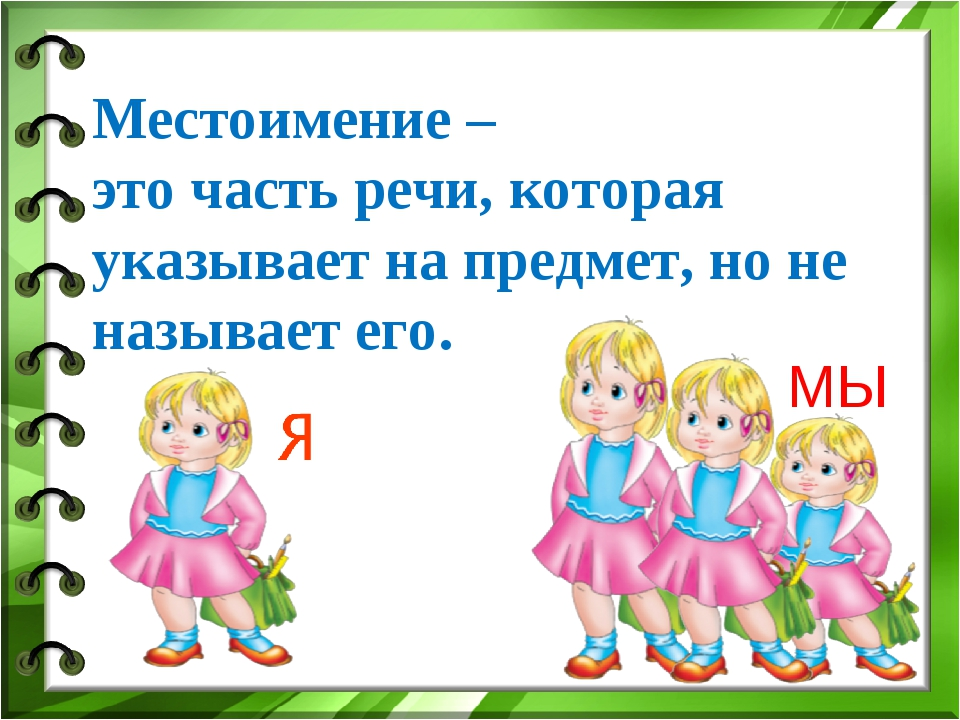 Местоимение –
это часть речи, которая
указывает на предмет, но не
называет его.
я
мы